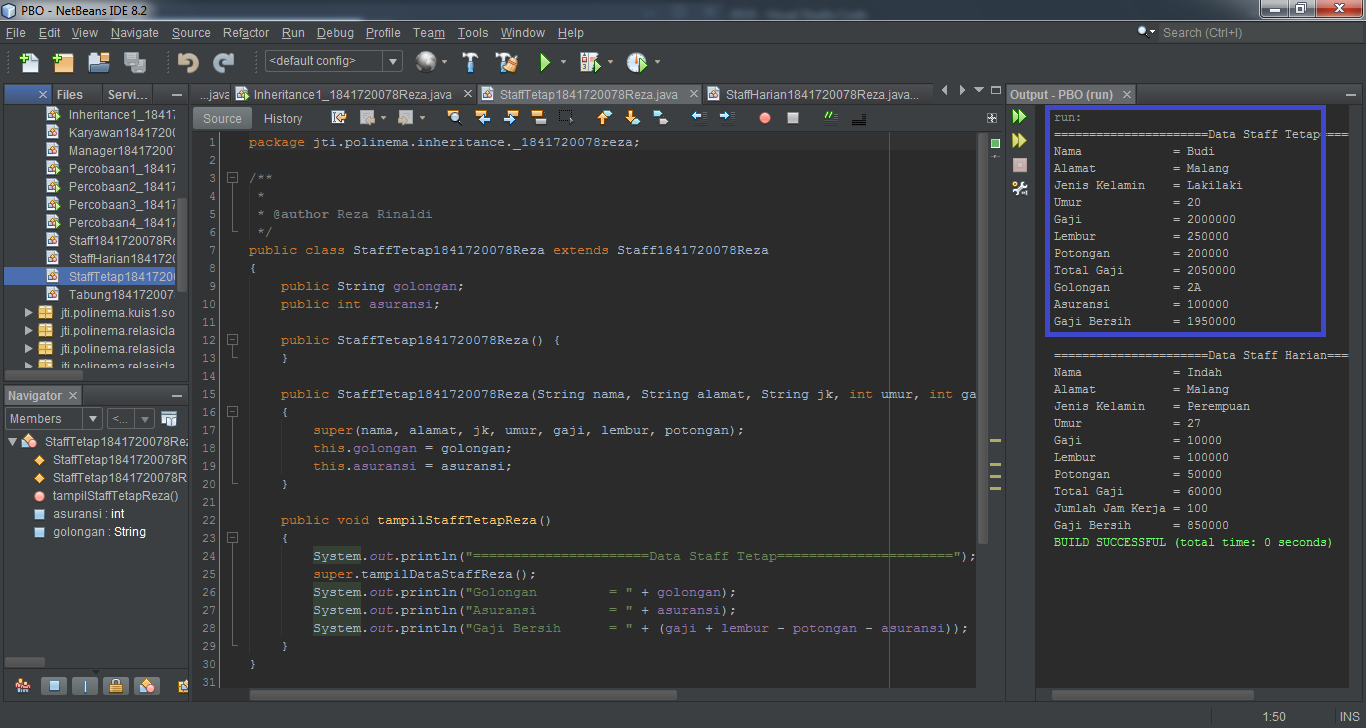 PBO - NetBeans IDE 8.2
File Edit View Navigate Source Refactor Run Debug Profile Team Tools Window Help
Search (Ctrl+I)
<default config>
Files
Servi...
...java
Inheritance1_1841720078Reza.java
StaffTetap1841720078Reza.java
StaffHarian1841720078Reza.java...
Output - PBO (run)
Source
History
Inheritance1_18417
Karyawan18417200
Manager184172007
Percobaan1_18417
Percobaan2_18417
Percobaan3_18417
Percobaan4_18417
Staff1841720078Re
StaffHarian1841720
StaffTetap1841720
Tabung184172007
jti.polinema.kuis1.so
jti.polinema.relasicla
jti.polinema.relasicla
jti.polinema.relasicla
Navigator
Members
<...
StaffTetap1841720078Re
StaffTetap1841720078R
StaffTetap1841720078R
tampilStaffTetapReza()
asuransi : int
golongan : String
1 package jti.polinema.inheritance._1841720078reza;
2
3 /**
4 *
5 * @author Reza Rinaldi
6 */
7 public class StaffTetap1841720078Reza extends Staff1841720078Reza
8 {
9 public String golongan;
10 public int asuransi;
11
12 public StaffTetap1841720078Reza() {
13 }
14
15 public StaffTetap1841720078Reza(String nama, String alamat, String jk, int umur, int ga
16 {
17 super(nama, alamat, jk, umur, gaji, lembur, potongan);
18 this.golongan = golongan;
19 this.asuransi = asuransi;
20 }
21
22 public void tampilStaffTetapReza()
23 {
24 System.out.println("======================Data Staff Tetap======================");
25 super.tampilDataStaffReza();
26 System.out.println("Golongan         = " + golongan);
27 System.out.println("Asuransi         = " + asuransi);
28 System.out.println("Gaji Bersih      = " + (gaji + lembur - potongan - asuransi));
29 }
30 }
31
run:
======================Data Staff Tetap====
Nama = Budi
Alamat = Malang
Jenis Kelamin = Lakilaki
Umur = 20
Gaji = 2000000
Lembur = 250000
Potongan = 200000
Total Gaji = 2050000
Golongan = 2A
Asuransi = 100000
Gaji Bersih = 1950000
======================Data Staff Harian===
Nama = Indah
Alamat = Malang
Jenis Kelamin = Perempuan
Umur = 27
Gaji = 10000
Lembur = 100000
Potongan = 50000
Total Gaji = 60000
Jumlah Jam Kerja = 100
Gaji Bersih = 850000
BUILD SUCCESSFUL (total time: 0 seconds)
1:50
INS